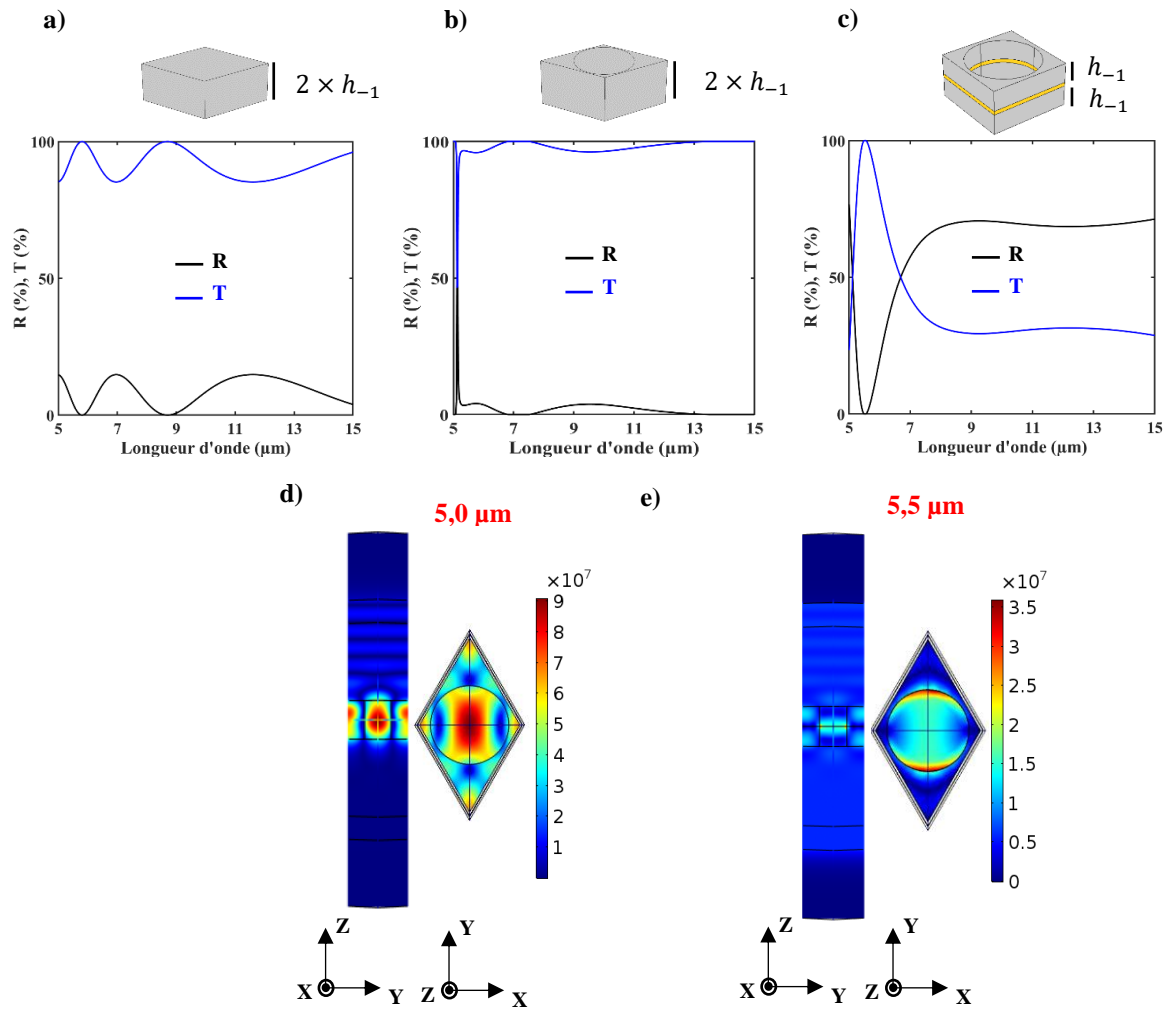 a)
2 × h₋₁
100
50
0
R (%), T (%)
R
T
5 7 9 11 13 15
Longueur d'onde (µm)
b)
2 × h₋₁
100
50
0
R (%), T (%)
R
T
5 7 9 11 13 15
Longueur d'onde (µm)
c)
h₋₁
h₋₁
100
50
0
R (%), T (%)
R
T
5 7 9 11 13 15
Longueur d'onde (µm)
d)
5,0 µm
×10⁷
9
8
7
6
5
4
3
2
1
Z
X
Y
Y
Z
X
e)
5,5 µm
×10⁷
3.5
3
2.5
2
1.5
1
0.5
0
Z
X
Y
Y
Z
X